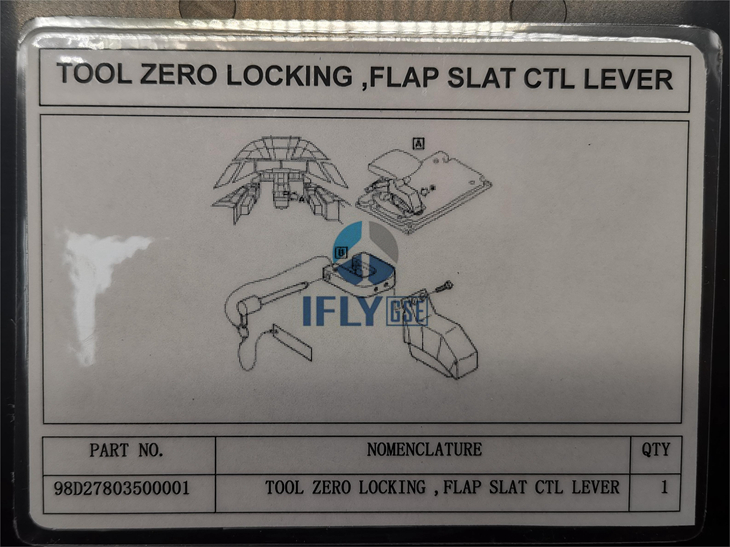 TOOL ZERO LOCKING ,FLAP SLAT CTL LEVER
A
A
B
B
IFLY GSE
PART NO. NOMENCLATURE QTY
98D27803500001 TOOL ZERO LOCKING ,FLAP SLAT CTL LEVER 1